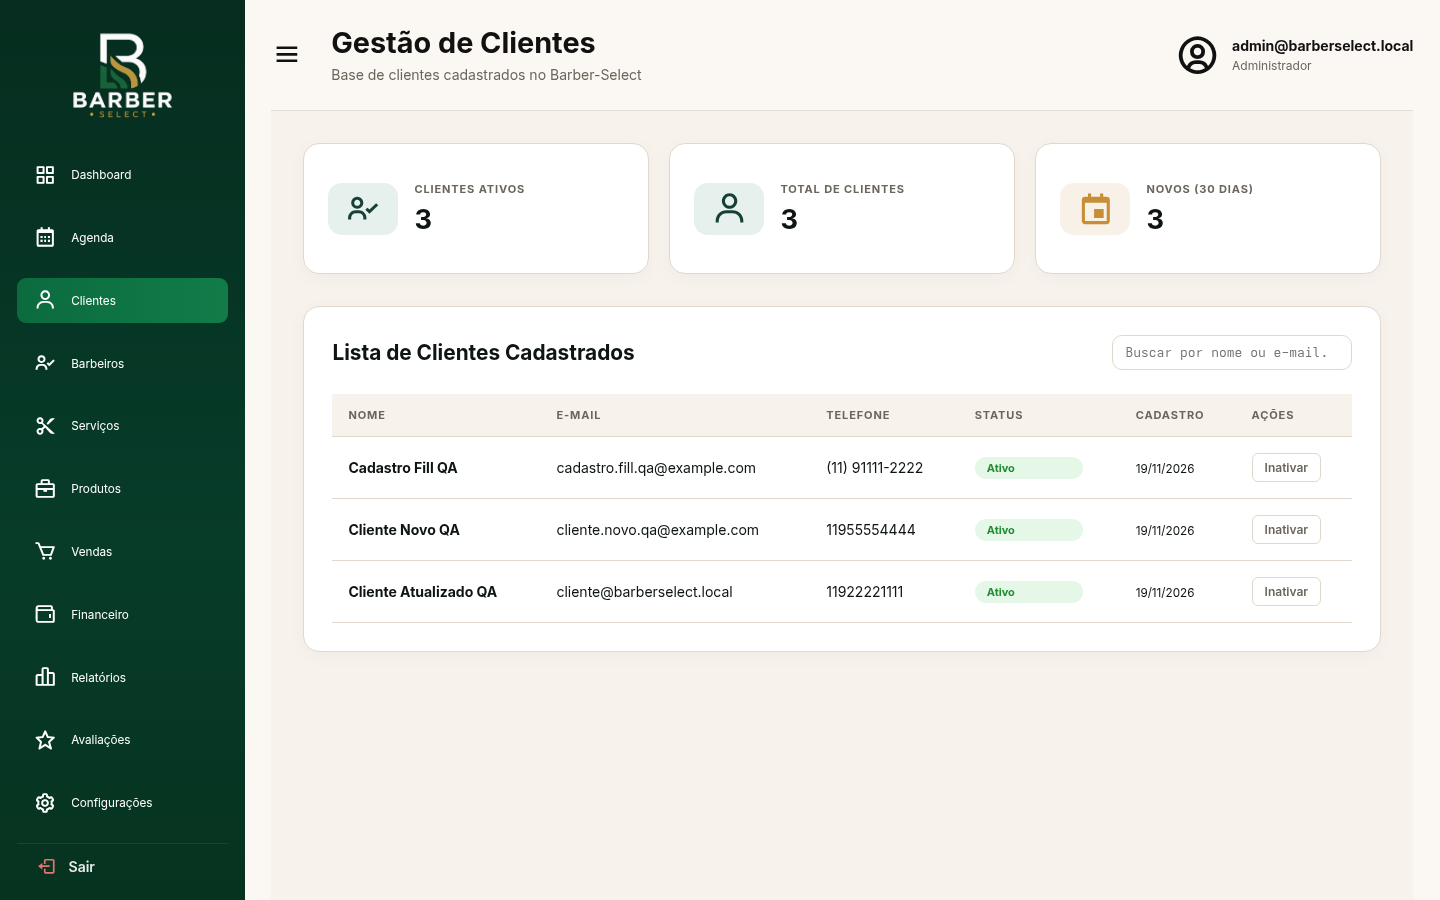 BARBER
SELECT
Dashboard
Agenda
Clientes
Barbeiros
Serviços
Produtos
Vendas
Financeiro
Relatórios
Avaliações
Configurações
Sair
Gestão de Clientes
Base de clientes cadastrados no Barber-Select
admin@barberselect.local
Administrador
CLIENTES ATIVOS
3
TOTAL DE CLIENTES
3
NOVOS (30 DIAS)
3
Lista de Clientes Cadastrados
Buscar por nome ou e-mail.
NOME E-MAIL TELEFONE STATUS CADASTRO AÇÕES
Cadastro Fill QA cadastro.fill.qa@example.com (11) 91111-2222 Ativo 19/11/2026 Inativar
Cliente Novo QA cliente.novo.qa@example.com 11955554444 Ativo 19/11/2026 Inativar
Cliente Atualizado QA cliente@barberselect.local 11922221111 Ativo 19/11/2026 Inativar